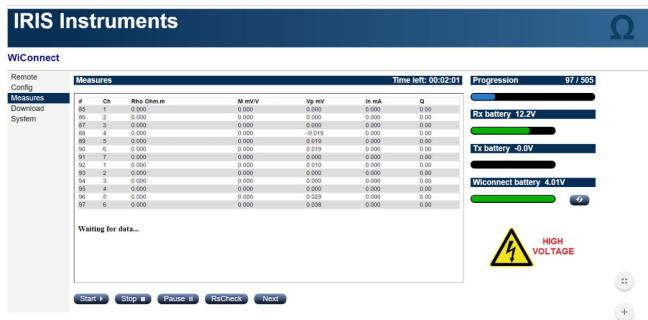 IRIS Instruments
Ω
WiConnect
Remote
Config
Measures
Download
System
Measures Time left: 00:02:01
# Ch Rho Ohm.m M mV/V Vp mV In mA Q
85 1 0.000 0.000 0.000 0.000 0.00
86 2 0.000 0.000 0.000 0.000 0.00
87 3 0.000 0.000 0.000 0.000 0.00
88 4 0.000 0.000 -0.019 0.000 0.00
89 5 0.000 0.000 0.019 0.000 0.00
90 6 0.000 0.000 0.019 0.000 0.00
91 7 0.000 0.000 0.000 0.000 0.00
92 1 0.000 0.000 0.010 0.000 0.00
93 2 0.000 0.000 0.000 0.000 0.00
94 3 0.000 0.000 0.000 0.000 0.00
95 4 0.000 0.000 0.000 0.000 0.00
96 5 0.000 0.000 0.029 0.000 0.00
97 6 0.000 0.000 0.038 0.000 0.00
Waiting for data...
Start Stop Pause RsCheck Next
Progression 97 / 505
Rx battery 12.2V
Tx battery -0.0V
Wiconnect battery 4.01V
HIGH
VOLTAGE